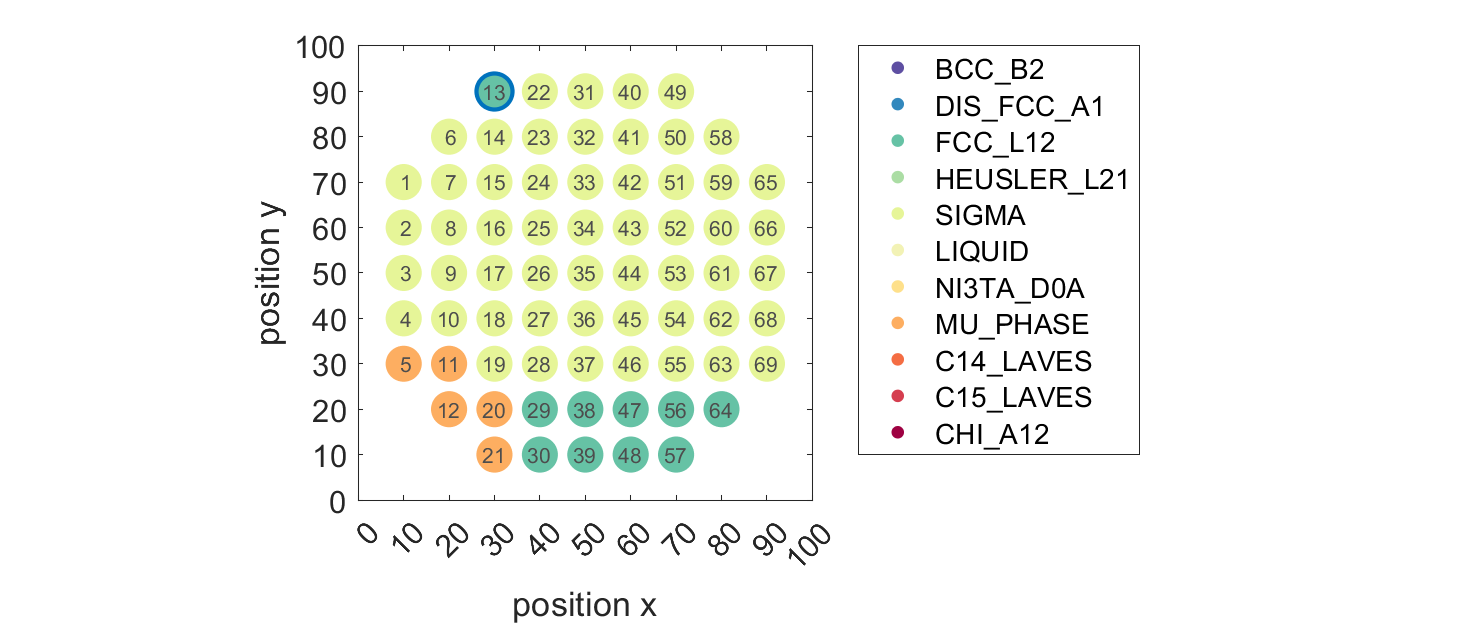 100
90
80
70
60
50
40
30
20
10
0
position y
13 22 31 40 49
6 14 23 32 41 50 58
1 7 15 24 33 42 51 59 65
2 8 16 25 34 43 52 60 66
3 9 17 26 35 44 53 61 67
4 10 18 27 36 45 54 62 68
5 11 19 28 37 46 55 63 69
12 20 29 38 47 56 64
21 30 39 48 57
0 10 20 30 40 50 60 70 80 90 100
position x
BCC_B2
DIS_FCC_A1
FCC_L12
HEUSLER_L21
SIGMA
LIQUID
NI3TA_D0A
MU_PHASE
C14_LAVES
C15_LAVES
CHI_A12